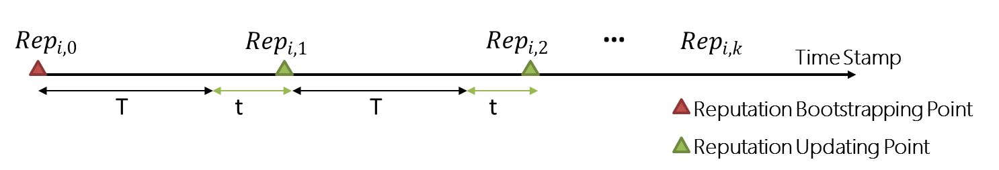 Rep_{i,0} Rep_{i,1} Rep_{i,2} ... Rep_{i,k}
Time Stamp
T t T t
Reputation Bootstrapping Point
Reputation Updating Point